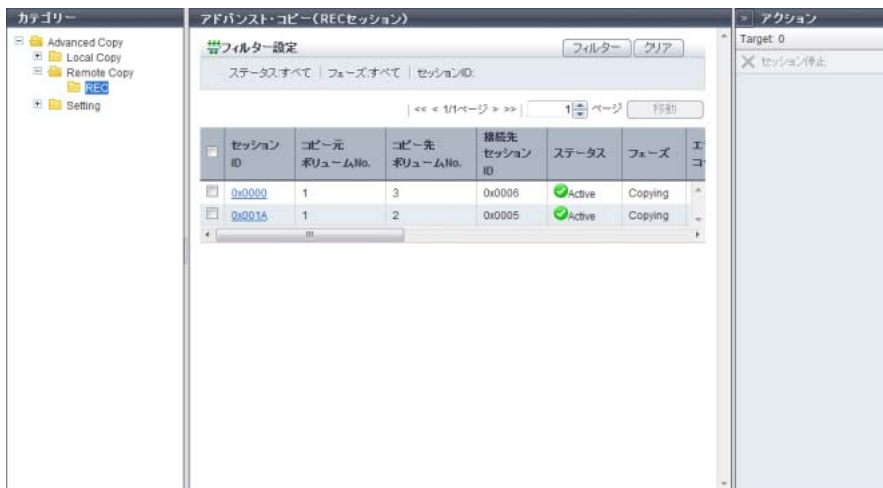 カテゴリー
Advanced Copy
Local Copy
Remote Copy
REC
Setting
アドバンスト・コピー(RECセッション)
フィルター設定
フィルター
クリア
ステータス:すべて | フェーズ:すべて | セッションID:
| << < 1/1ページ > >> | 1 ページ 移動
セッション ID
コピー元 ボリュームNo.
コピー先 ボリュームNo.
接続先 セッション ID
ステータス
フェーズ
0x0000 1 3 0x0006 Active Copying
0x001A 1 2 0x0005 Active Copying
» アクション
Target: 0
セッション停止